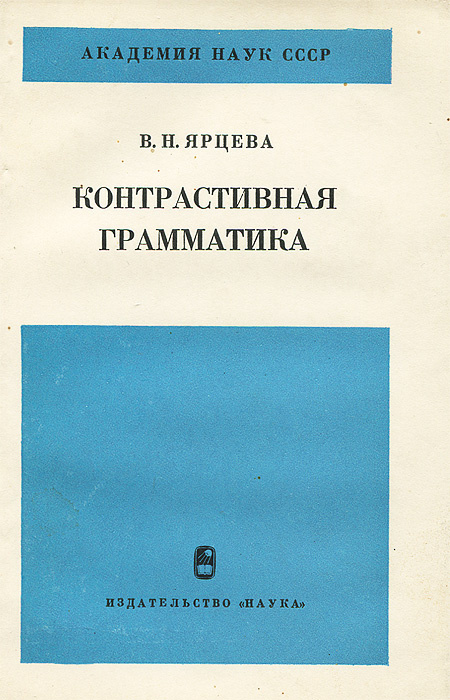 АКАДЕМИЯ НАУК СССР
В. Н. ЯРЦЕВА
КОНТРАСТИВНАЯ
ГРАММАТИКА
ИЗДАТЕЛЬСТВО «НАУКА»